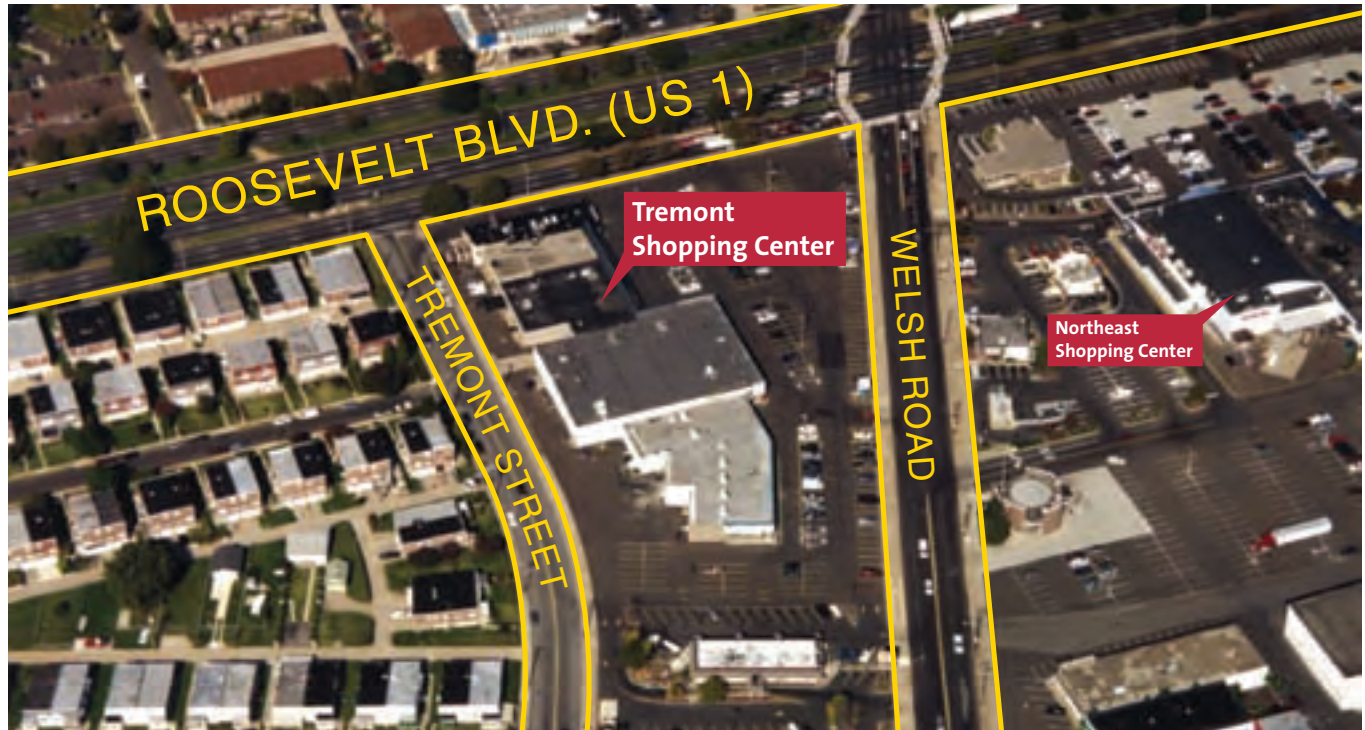 ROOSEVELT BLVD. (US 1)
Tremont
Shopping Center
WELSH ROAD
TREMONT STREET
Northeast
Shopping Center